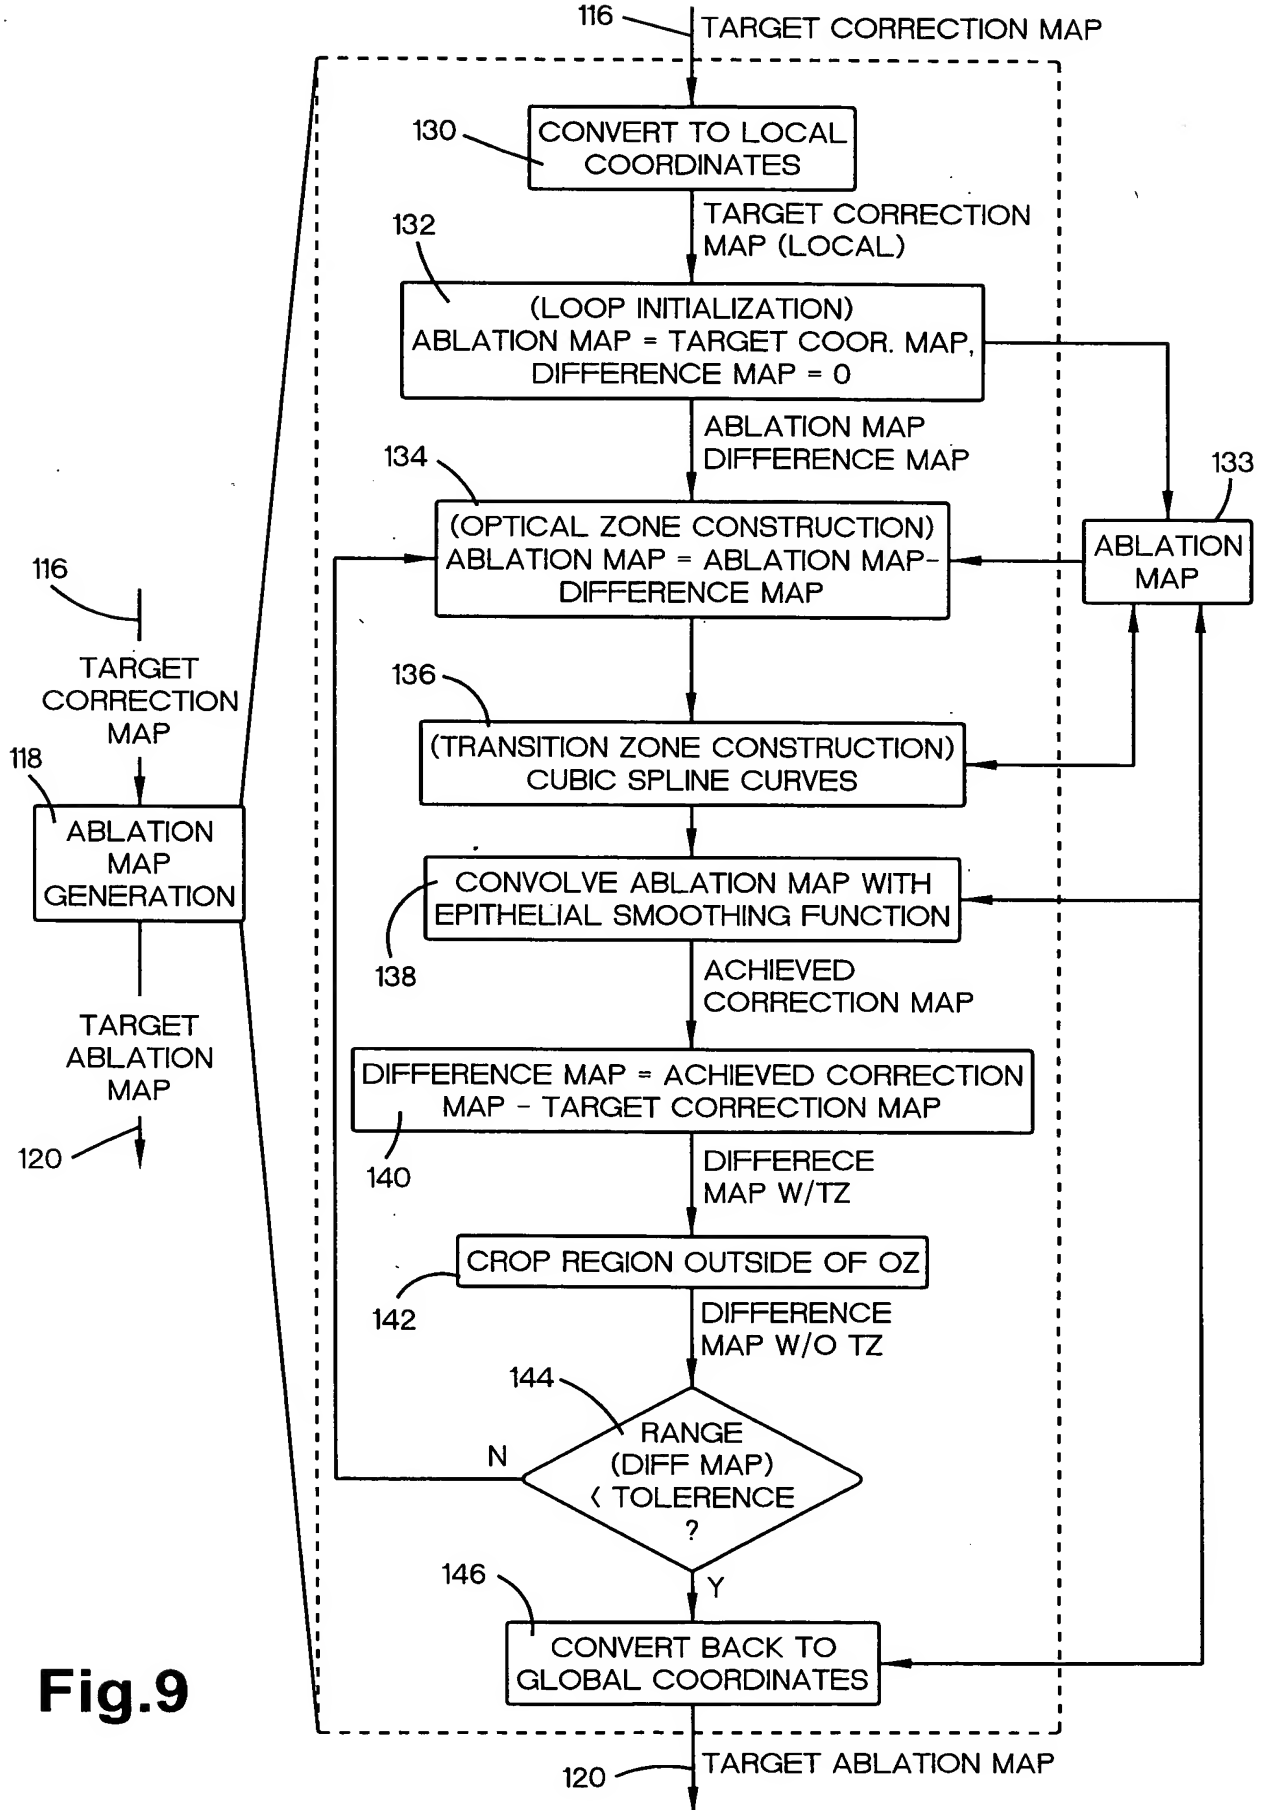 116
TARGET CORRECTION MAP
130
CONVERT TO LOCAL
COORDINATES
TARGET CORRECTION
MAP (LOCAL)
132
(LOOP INITIALIZATION)
ABLATION MAP = TARGET COOR. MAP,
DIFFERENCE MAP = 0
ABLATION MAP
DIFFERENCE MAP
134
133
(OPTICAL ZONE CONSTRUCTION)
ABLATION MAP = ABLATION MAP-
DIFFERENCE MAP
ABLATION
MAP
116
TARGET
CORRECTION
MAP
118
ABLATION
MAP
GENERATION
TARGET
ABLATION
MAP
120
136
(TRANSITION ZONE CONSTRUCTION)
CUBIC SPLINE CURVES
CONVOLVE ABLATION MAP WITH
EPITHELIAL SMOOTHING FUNCTION
138
ACHIEVED
CORRECTION MAP
DIFFERENCE MAP = ACHIEVED CORRECTION
MAP - TARGET CORRECTION MAP
140
DIFFERECE
MAP W/TZ
CROP REGION OUTSIDE OF OZ
142
DIFFERENCE
MAP W/O TZ
144
RANGE
(DIFF MAP)
< TOLERENCE
?
N
Y
146
CONVERT BACK TO
GLOBAL COORDINATES
120
TARGET ABLATION MAP
Fig.9